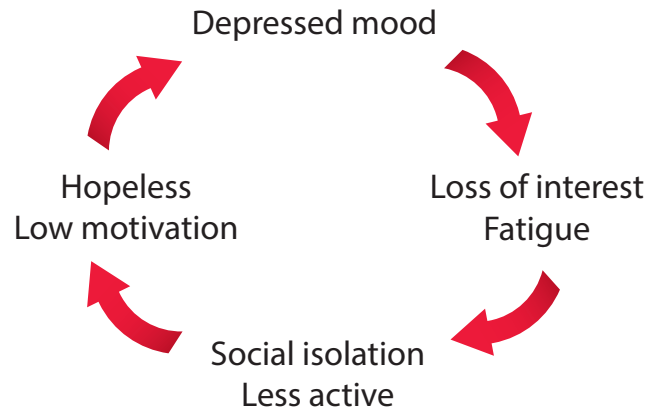 Depressed mood
Loss of interest
Fatigue
Social isolation
Less active
Hopeless
Low motivation